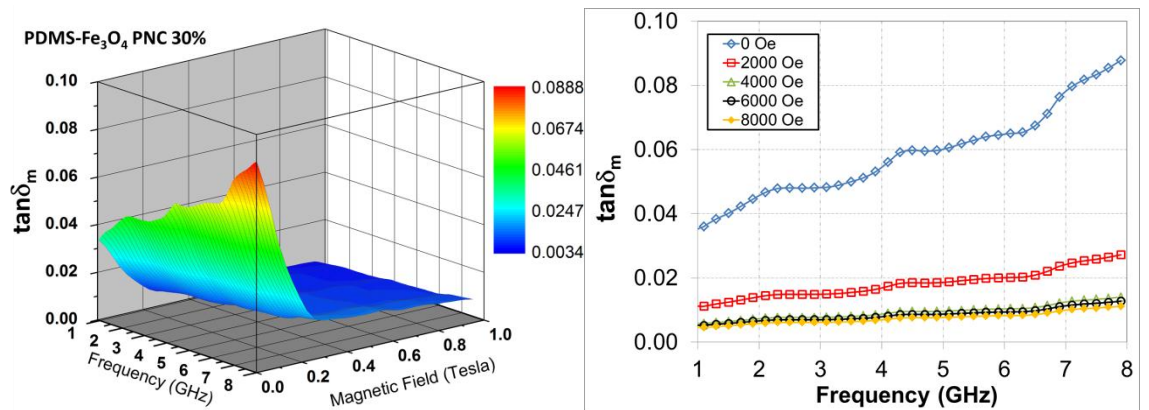 PDMS-Fe3O4 PNC 30%
0.10
0.08
0.06
0.04
0.02
0.00
tanδm
1
2
3
4
5
6
7
8
Frequency (GHz)
0.0
0.2
0.4
0.6
0.8
1.0
Magnetic Field (Tesla)
0.0888
0.0674
0.0461
0.0247
0.0034
0.10
0.08
0.06
0.04
0.02
0.00
tanδm
0 Oe
2000 Oe
4000 Oe
6000 Oe
8000 Oe
1 2 3 4 5 6 7 8
Frequency (GHz)